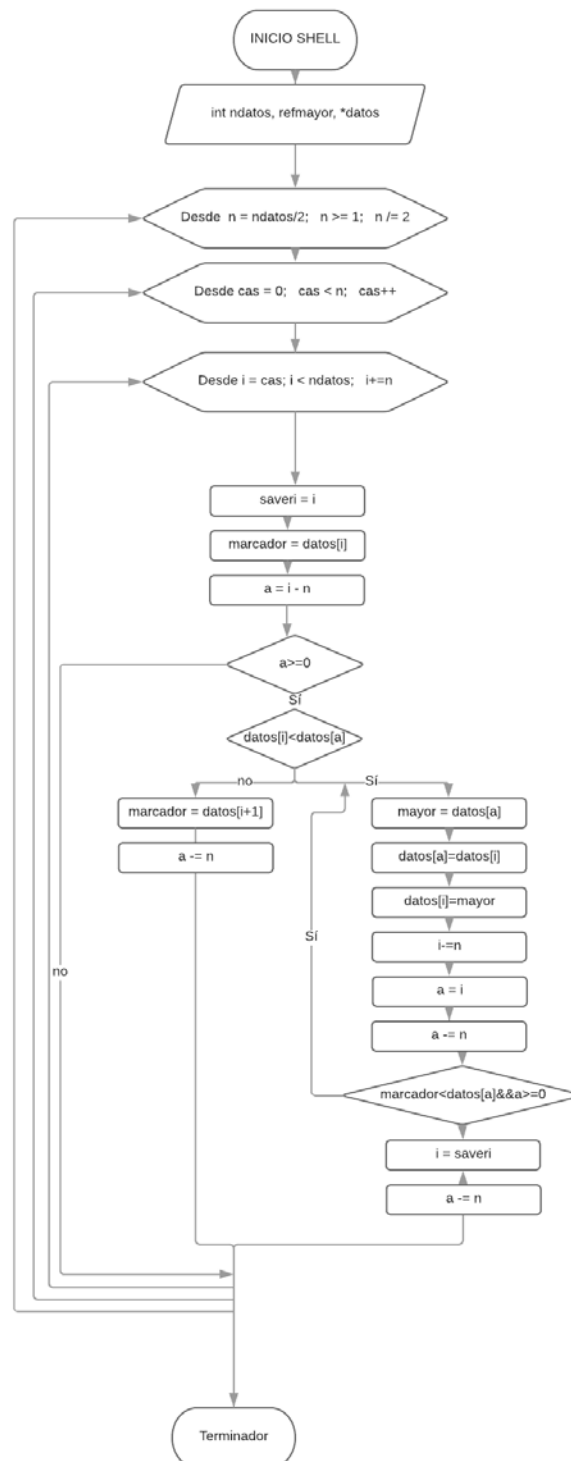 INICIO SHELL
int ndatos, refmayor, *datos
Desde n = ndatos/2; n >= 1; n /= 2
Desde cas = 0; cas < n; cas++
Desde i = cas; i < ndatos; i+=n
saveri = i
marcador = datos[i]
a = i - n
a>=0
Sí
datos[i]<datos[a]
no
Sí
marcador = datos[i+1]
mayor = datos[a]
a -= n
datos[a]=datos[i]
datos[i]=mayor
Sí
i-=n
no
a = i
a -= n
marcador<datos[a]&&a>=0
i = saveri
a -= n
Terminador